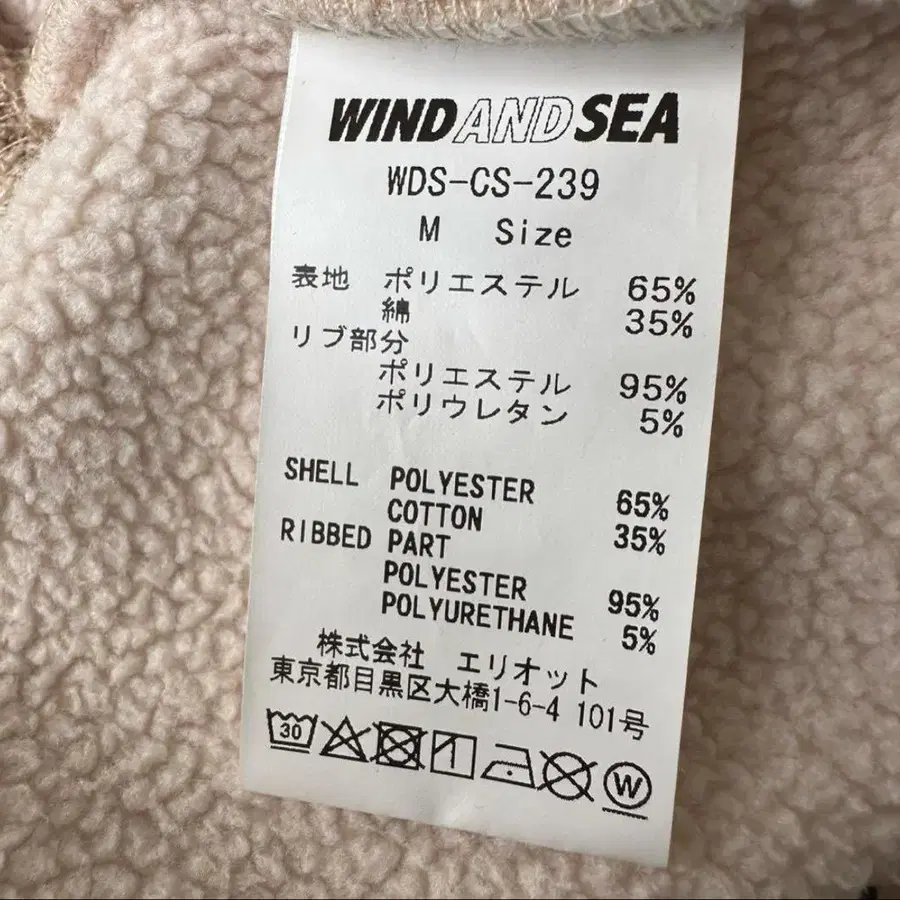 WIND AND SEA
WDS-CS-239
M Size
表地 ポリエステル 65%
綿 35%
リブ部分
ポリエステル 95%
ポリウレタン 5%
SHELL POLYESTER 65%
COTTON 35%
RIBBED PART
POLYESTER 95%
POLYURETHANE 5%
株式会社 エリオット
東京都目黒区大橋1-6-4 101号
30 W